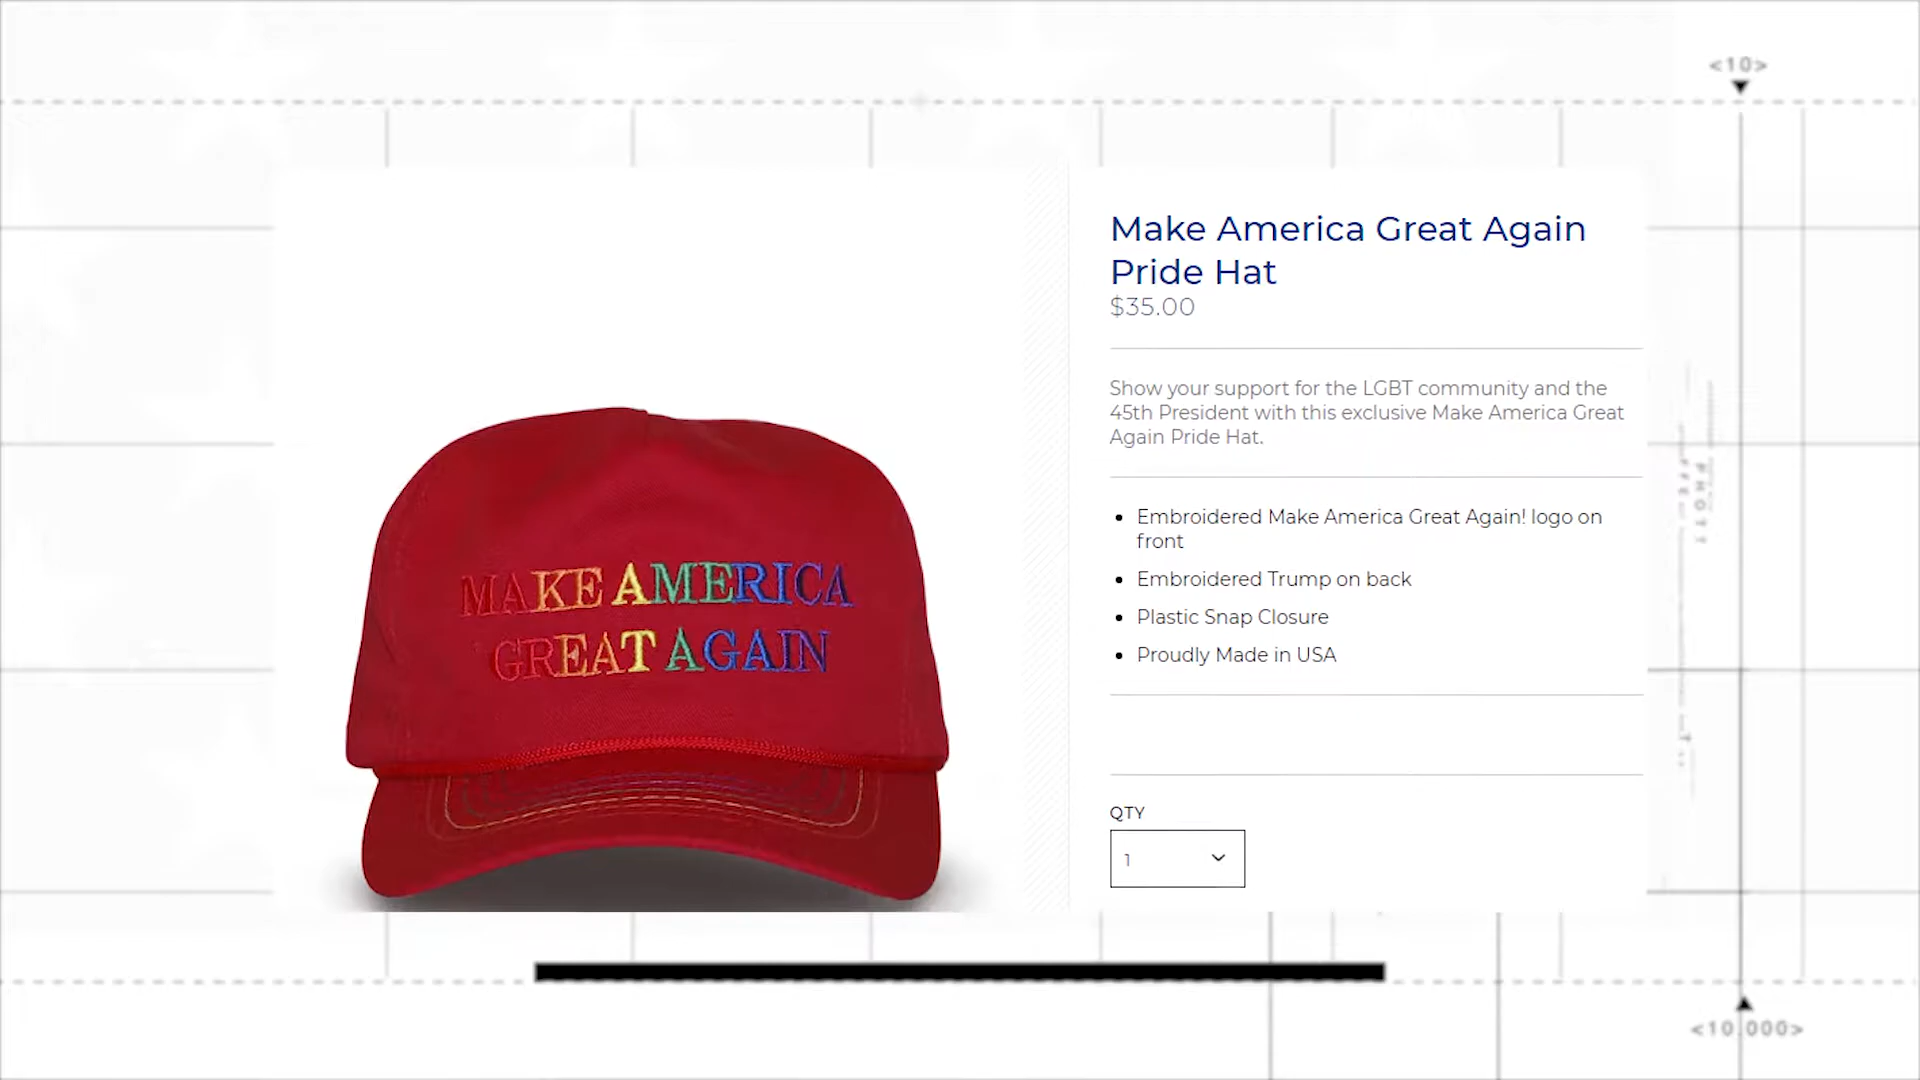 <10>
Make America Great Again
Pride Hat
$35.00
Show your support for the LGBT community and the
45th President with this exclusive Make America Great
Again Pride Hat.
Embroidered Make America Great Again! logo on
front
Embroidered Trump on back
Plastic Snap Closure
Proudly Made in USA
QTY
1
MAKE AMERICA
GREAT AGAIN
<10.000>